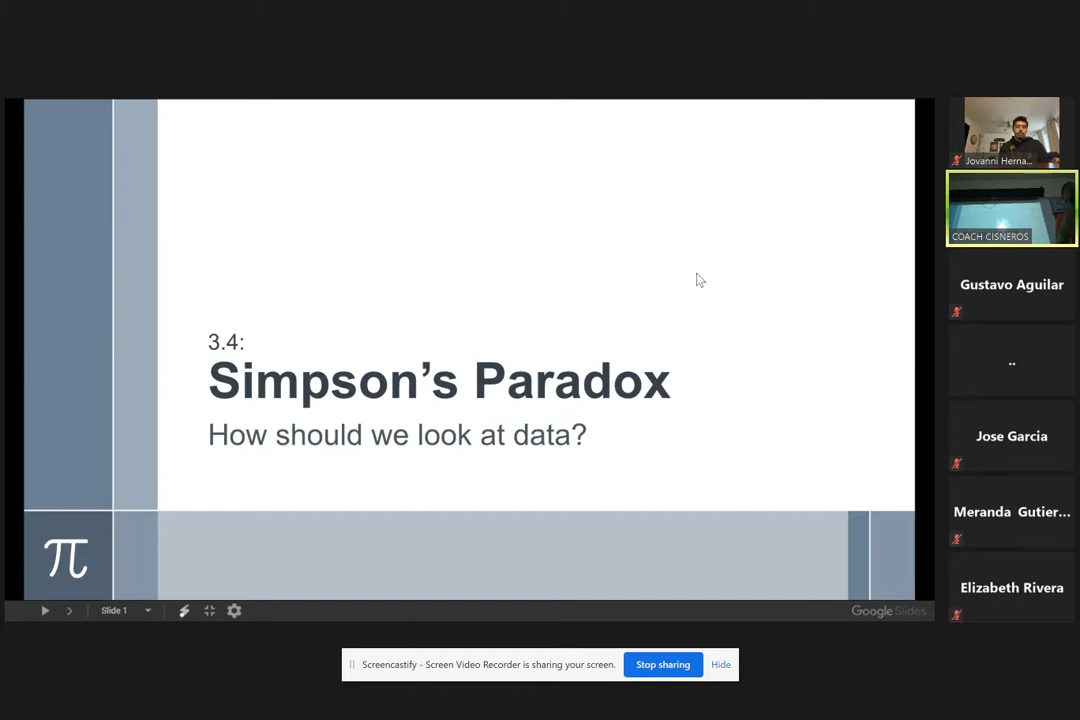 3.4:
Simpson's Paradox
How should we look at data?
π
Slide 1
Google Slides
Jovanni Herna...
COACH CISNEROS
Gustavo Aguilar
..
Jose Garcia
Meranda Gutier...
Elizabeth Rivera
Screencastify - Screen Video Recorder is sharing your screen.
Stop sharing
Hide